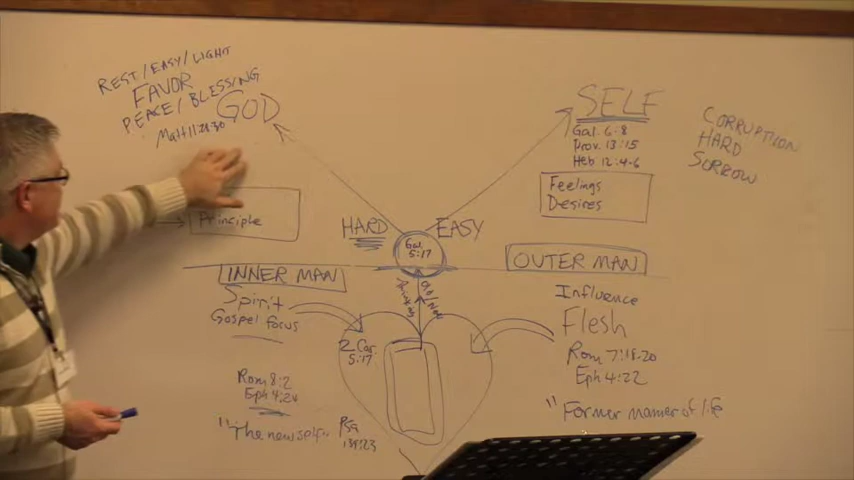 REST/EASY/LIGHT
FAVOR
PEACE/BLESSING
GOD
Matt 11:28-30
Principle
HARD
EASY
Gal.
5:17
SELF
Gal. 6:8
Prov. 13:15
Heb 12:4-6
Feelings
Desires
CORRUPTION
HARD
SORROW
INNER MAN
OUTER MAN
Spirit
Gospel focus
2 Cor.
5:17
Rom 8:2
Eph 4:24
"The new self"
Psa
139:23
Influence
Flesh
Rom 7:18-20
Eph 4:22
"Former manner of life